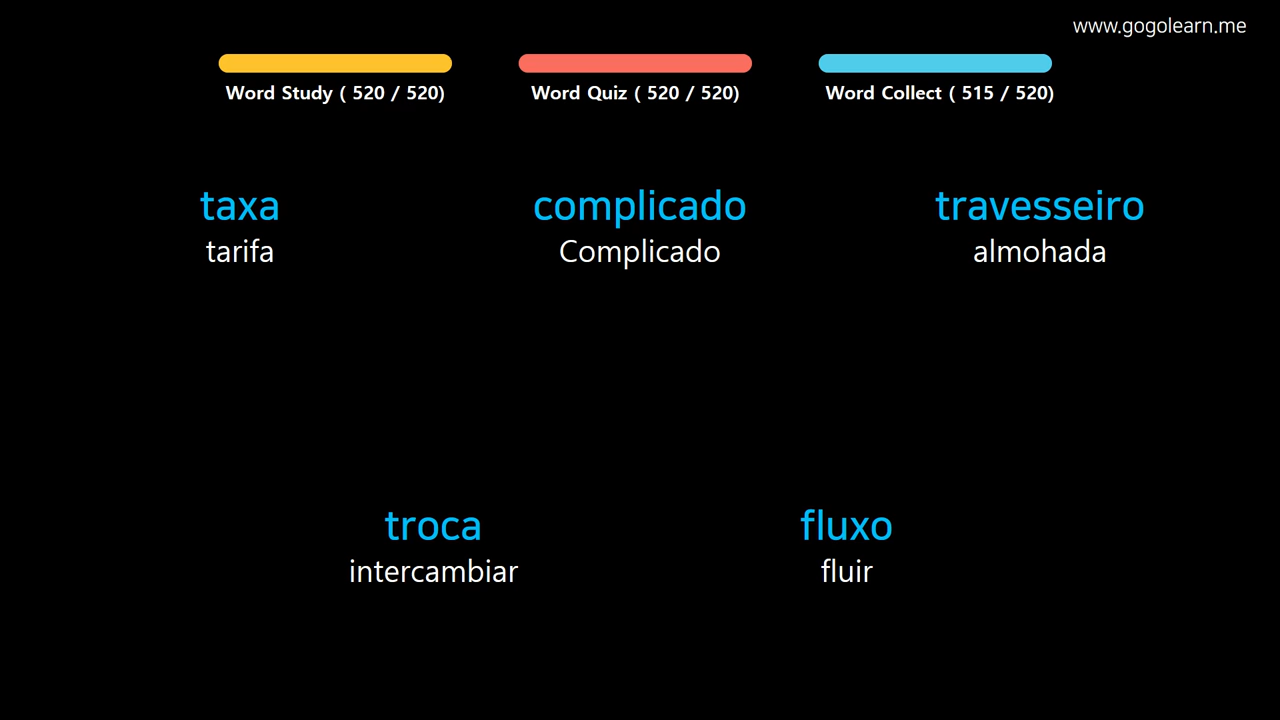 www.gogolearn.me
Word Study ( 520 / 520)
Word Quiz ( 520 / 520)
Word Collect ( 515 / 520)
taxa
tarifa
complicado
Complicado
travesseiro
almohada
troca
intercambiar
fluxo
fluir